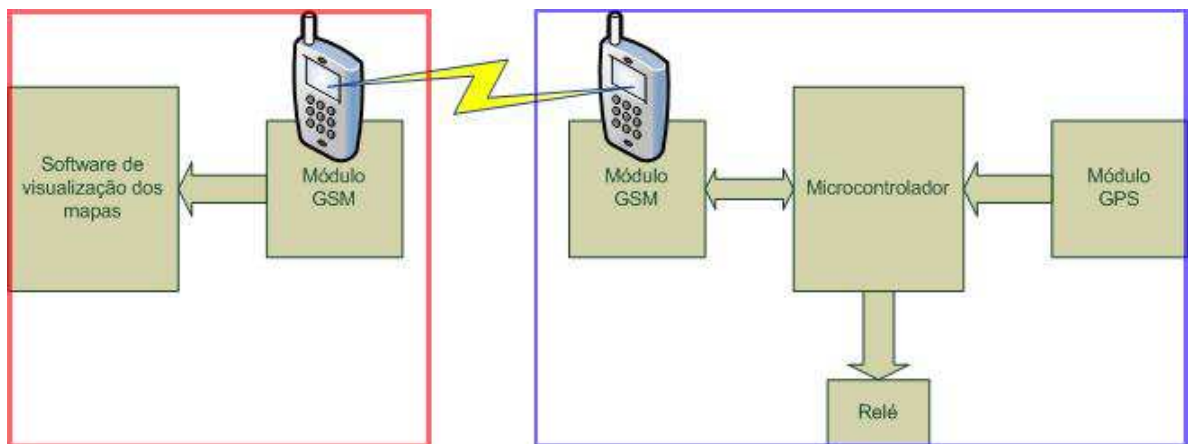 Software de
visualização dos
mapas
Módulo
GSM
Módulo
GSM
Microcontrolador
Módulo
GPS
Relé